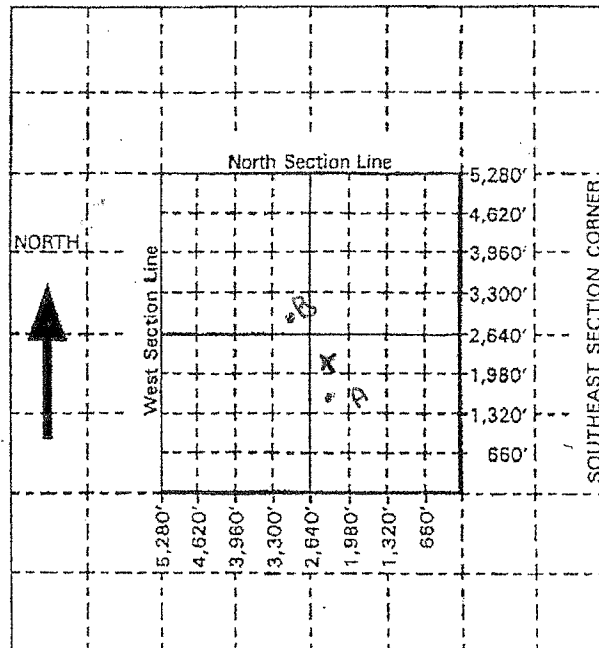 North Section Line
5,280'
4,620'
NORTH
3,960'
3,300'
B
West Section Line
2,640'
X
1,980'
A
1,320'
660'
SOUTHEAST SECTION CORNER
5,280'
4,620'
3,960'
3,300'
2,640'
1,980'
1,320'
660'